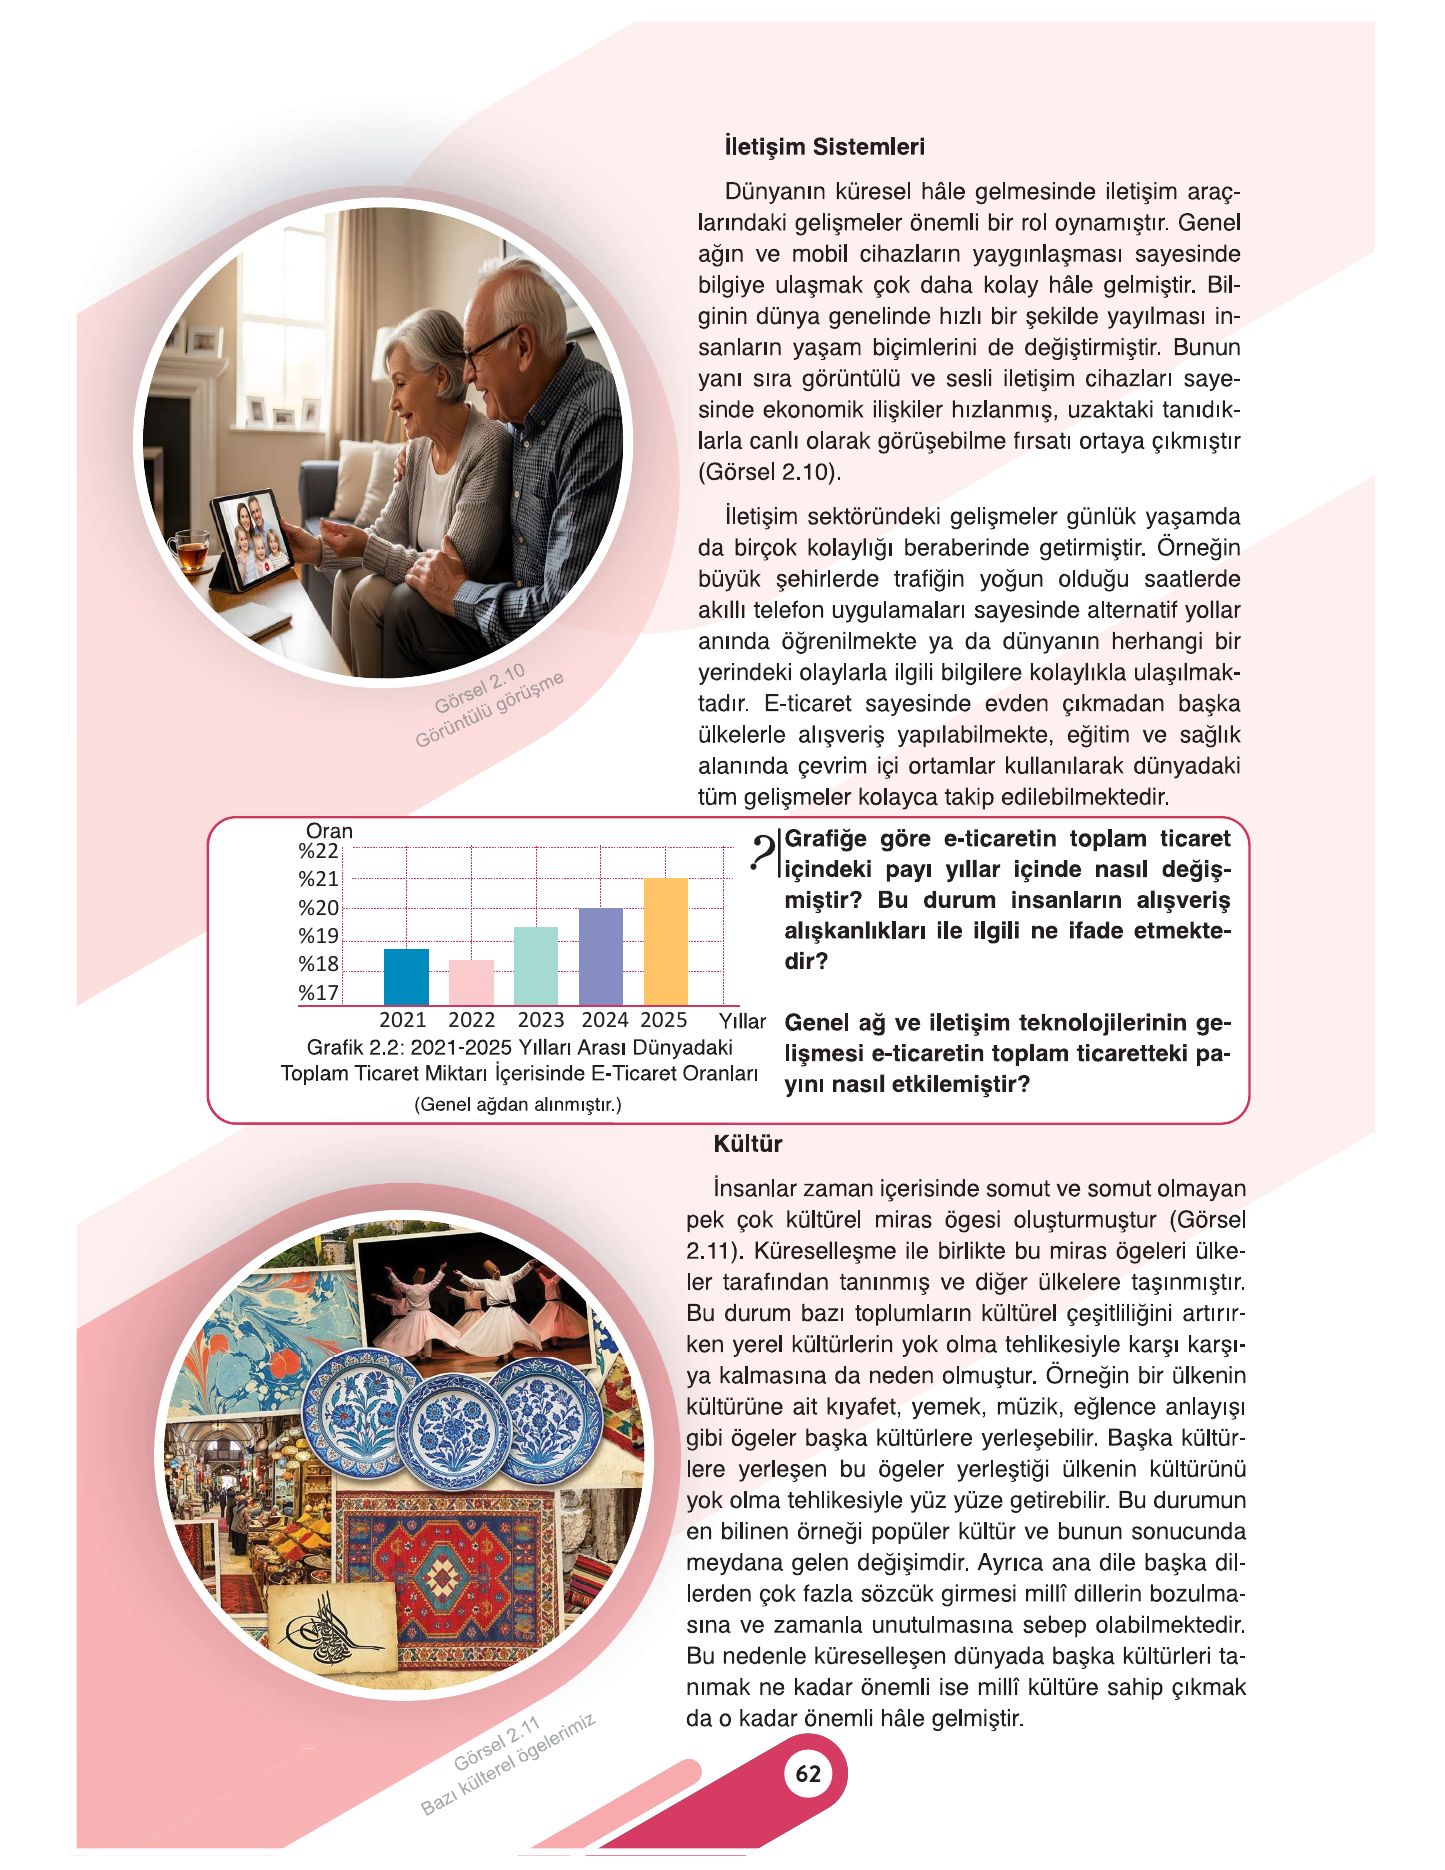 İletişim Sistemleri
Dünyanın küresel hâle gelmesinde iletişim araç-
larındaki gelişmeler önemli bir rol oynamıştır. Genel
ağın ve mobil cihazların yaygınlaşması sayesinde
bilgiye ulaşmak çok daha kolay hâle gelmiştir. Bil-
ginin dünya genelinde hızlı bir şekilde yayılması in-
sanların yaşam biçimlerini de değiştirmiştir. Bunun
yanı sıra görüntülü ve sesli iletişim cihazları saye-
sinde ekonomik ilişkiler hızlanmış, uzaktaki tanıdık-
larla canlı olarak görüşebilme fırsatı ortaya çıkmıştır
(Görsel 2.10).
İletişim sektöründeki gelişmeler günlük yaşamda
da birçok kolaylığı beraberinde getirmiştir. Örneğin
büyük şehirlerde trafiğin yoğun olduğu saatlerde
akıllı telefon uygulamaları sayesinde alternatif yollar
anında öğrenilmekte ya da dünyanın herhangi bir
yerindeki olaylarla ilgili bilgilere kolaylıkla ulaşılmak-
tadır. E-ticaret sayesinde evden çıkmadan başka
ülkelerle alışveriş yapılabilmekte, eğitim ve sağlık
alanında çevrim içi ortamlar kullanılarak dünyadaki
tüm gelişmeler kolayca takip edilebilmektedir.
Görsel 2.10
Görüntülü görüşme
Oran
%22
%21
%20
%19
%18
%17
2021 2022 2023 2024 2025 Yıllar
Grafik 2.2: 2021-2025 Yılları Arası Dünyadaki
Toplam Ticaret Miktarı İçerisinde E-Ticaret Oranları
(Genel ağdan alınmıştır.)
?
Grafiğe göre e-ticaretin toplam ticaret
içindeki payı yıllar içinde nasıl değiş-
miştir? Bu durum insanların alışveriş
alışkanlıkları ile ilgili ne ifade etmekte-
dir?
Genel ağ ve iletişim teknolojilerinin ge-
lişmesi e-ticaretin toplam ticaretteki pa-
yını nasıl etkilemiştir?
Kültür
İnsanlar zaman içerisinde somut ve somut olmayan
pek çok kültürel miras ögesi oluşturmuştur (Görsel
2.11). Küreselleşme ile birlikte bu miras ögeleri ülke-
ler tarafından tanınmış ve diğer ülkelere taşınmıştır.
Bu durum bazı toplumların kültürel çeşitliliğini artırır-
ken yerel kültürlerin yok olma tehlikesiyle karşı karşı-
ya kalmasına da neden olmuştur. Örneğin bir ülkenin
kültürüne ait kıyafet, yemek, müzik, eğlence anlayışı
gibi ögeler başka kültürlere yerleşebilir. Başka kültür-
lere yerleşen bu ögeler yerleştiği ülkenin kültürünü
yok olma tehlikesiyle yüz yüze getirebilir. Bu durumun
en bilinen örneği popüler kültür ve bunun sonucunda
meydana gelen değişimdir. Ayrıca ana dile başka dil-
lerden çok fazla sözcük girmesi millî dillerin bozulma-
sına ve zamanla unutulmasına sebep olabilmektedir.
Bu nedenle küreselleşen dünyada başka kültürleri ta-
nımak ne kadar önemli ise millî kültüre sahip çıkmak
da o kadar önemli hâle gelmiştir.
Görsel 2.11
Bazı külterel ögelerimiz
62